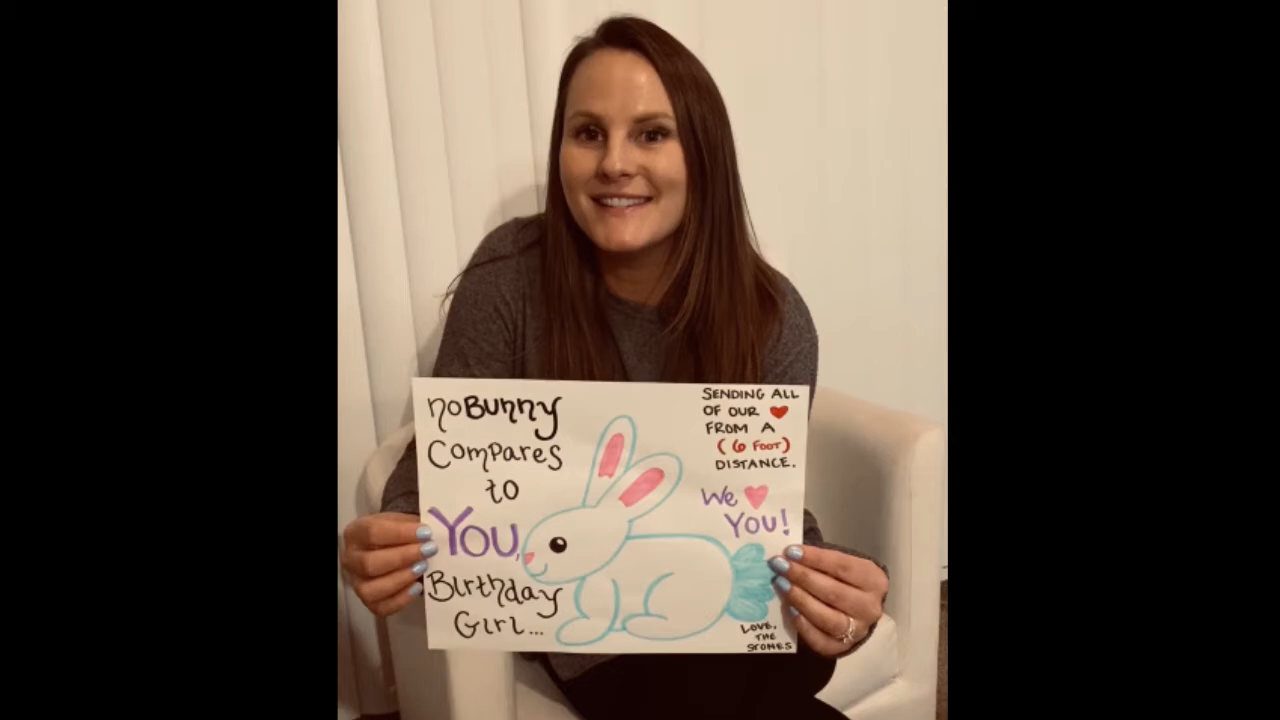 noBunny
Compares
to
You,
Birthday
Girl...
SENDING ALL
OF OUR ♥
FROM A
(6 FOOT)
DISTANCE.
We ♥
You!
LOVE,
THE
STONES